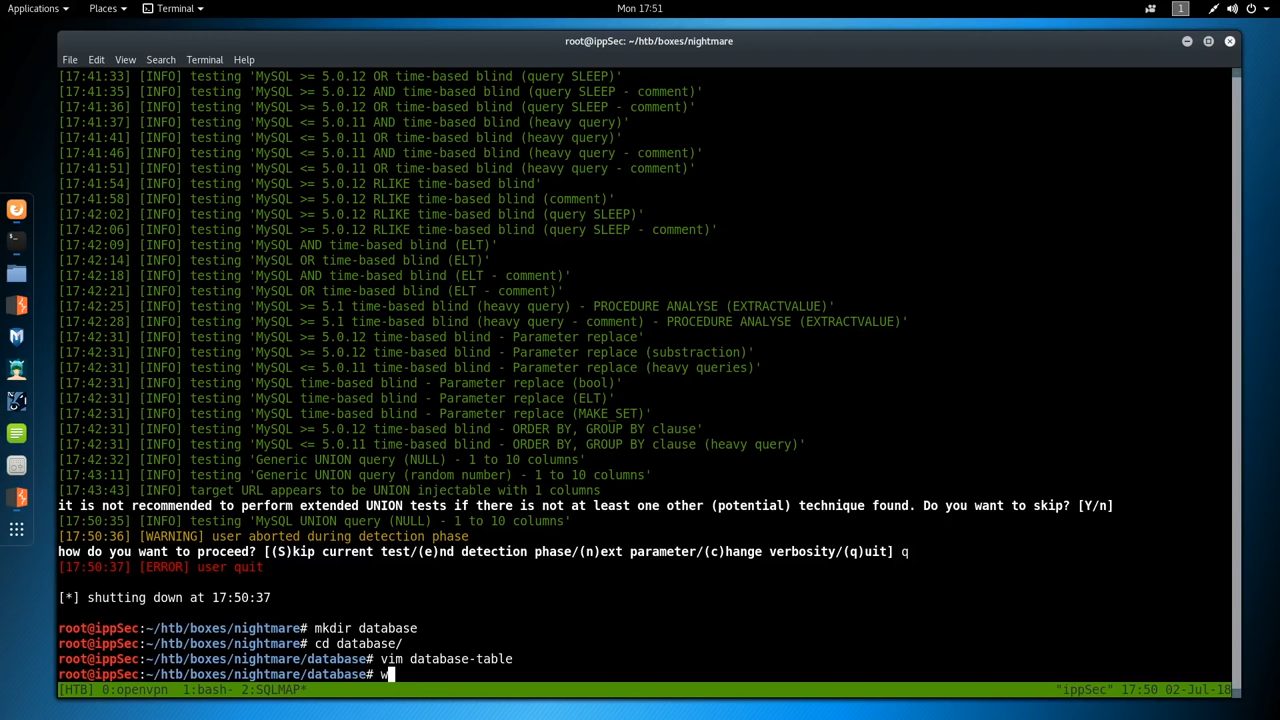 Applications
Places
Terminal
Mon 17:51
1
root@ippSec: ~/htb/boxes/nightmare
File Edit View Search Terminal Help
[17:41:33] [INFO] testing 'MySQL >= 5.0.12 OR time-based blind (query SLEEP)'
[17:41:35] [INFO] testing 'MySQL >= 5.0.12 AND time-based blind (query SLEEP - comment)'
[17:41:36] [INFO] testing 'MySQL >= 5.0.12 OR time-based blind (query SLEEP - comment)'
[17:41:37] [INFO] testing 'MySQL <= 5.0.11 AND time-based blind (heavy query)'
[17:41:41] [INFO] testing 'MySQL <= 5.0.11 OR time-based blind (heavy query)'
[17:41:46] [INFO] testing 'MySQL <= 5.0.11 AND time-based blind (heavy query - comment)'
[17:41:51] [INFO] testing 'MySQL <= 5.0.11 OR time-based blind (heavy query - comment)'
[17:41:54] [INFO] testing 'MySQL >= 5.0.12 RLIKE time-based blind'
[17:41:58] [INFO] testing 'MySQL >= 5.0.12 RLIKE time-based blind (comment)'
[17:42:02] [INFO] testing 'MySQL >= 5.0.12 RLIKE time-based blind (query SLEEP)'
[17:42:06] [INFO] testing 'MySQL >= 5.0.12 RLIKE time-based blind (query SLEEP - comment)'
[17:42:09] [INFO] testing 'MySQL AND time-based blind (ELT)'
[17:42:14] [INFO] testing 'MySQL OR time-based blind (ELT)'
[17:42:18] [INFO] testing 'MySQL AND time-based blind (ELT - comment)'
[17:42:21] [INFO] testing 'MySQL OR time-based blind (ELT - comment)'
[17:42:25] [INFO] testing 'MySQL >= 5.1 time-based blind (heavy query) - PROCEDURE ANALYSE (EXTRACTVALUE)'
[17:42:28] [INFO] testing 'MySQL >= 5.1 time-based blind (heavy query - comment) - PROCEDURE ANALYSE (EXTRACTVALUE)'
[17:42:31] [INFO] testing 'MySQL >= 5.0.12 time-based blind - Parameter replace'
[17:42:31] [INFO] testing 'MySQL >= 5.0.12 time-based blind - Parameter replace (substraction)'
[17:42:31] [INFO] testing 'MySQL <= 5.0.11 time-based blind - Parameter replace (heavy queries)'
[17:42:31] [INFO] testing 'MySQL time-based blind - Parameter replace (bool)'
[17:42:31] [INFO] testing 'MySQL time-based blind - Parameter replace (ELT)'
[17:42:31] [INFO] testing 'MySQL time-based blind - Parameter replace (MAKE_SET)'
[17:42:31] [INFO] testing 'MySQL >= 5.0.12 time-based blind - ORDER BY, GROUP BY clause'
[17:42:31] [INFO] testing 'MySQL <= 5.0.11 time-based blind - ORDER BY, GROUP BY clause (heavy query)'
[17:42:32] [INFO] testing 'Generic UNION query (NULL) - 1 to 10 columns'
[17:43:11] [INFO] testing 'Generic UNION query (random number) - 1 to 10 columns'
[17:43:43] [INFO] target URL appears to be UNION injectable with 1 columns
it is not recommended to perform extended UNION tests if there is not at least one other (potential) technique found. Do you want to skip? [Y/n]
[17:50:35] [INFO] testing 'MySQL UNION query (NULL) - 1 to 10 columns'
[17:50:36] [WARNING] user aborted during detection phase
how do you want to proceed? [(S)kip current test/(e)nd detection phase/(n)ext parameter/(c)hange verbosity/(q)uit] q
[17:50:37] [ERROR] user quit
[*] shutting down at 17:50:37
root@ippSec:~/htb/boxes/nightmare# mkdir database
root@ippSec:~/htb/boxes/nightmare# cd database/
root@ippSec:~/htb/boxes/nightmare/database# vim database-table
root@ippSec:~/htb/boxes/nightmare/database# w
[HTB] 0:openvpn 1:bash- 2:SQLMAP* "ippSec" 17:50 02-Jul-18